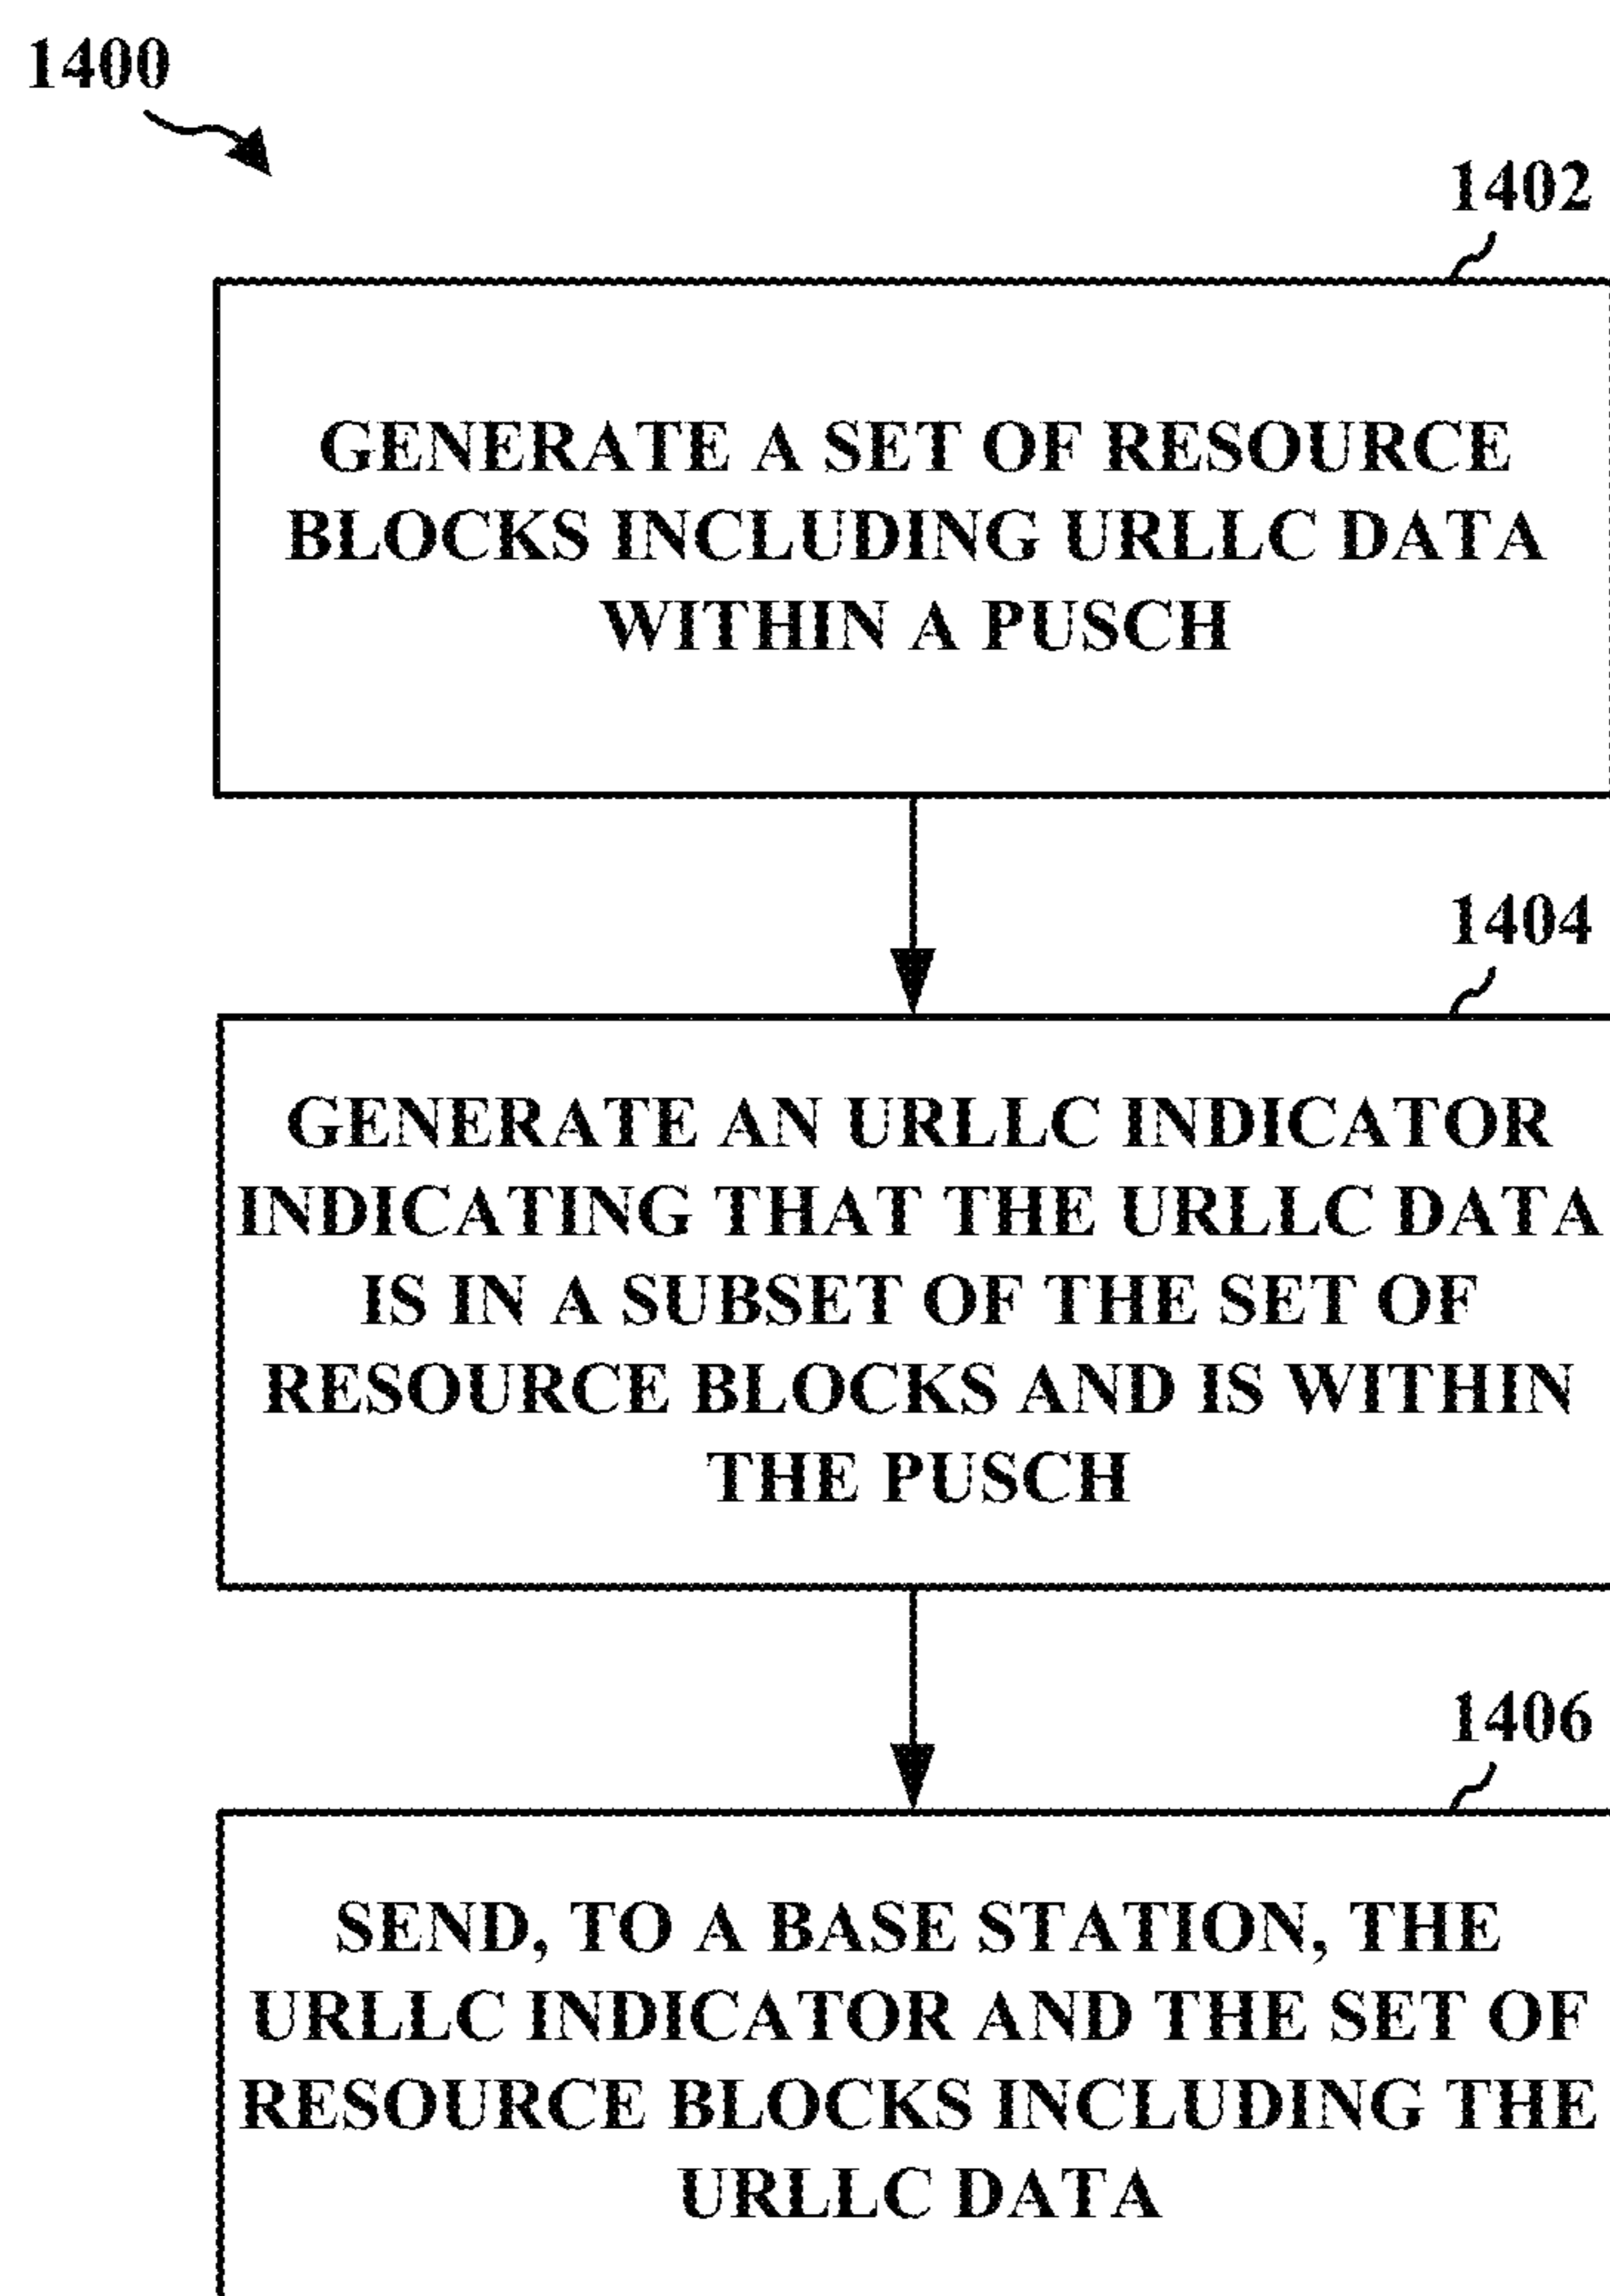 1400
1402
GENERATE A SET OF RESOURCE
BLOCKS INCLUDING URLLC DATA
WITHIN A PUSCH
1404
GENERATE AN URLLC INDICATOR
INDICATING THAT THE URLLC DATA
IS IN A SUBSET OF THE SET OF
RESOURCE BLOCKS AND IS WITHIN
THE PUSCH
1406
SEND, TO A BASE STATION, THE
URLLC INDICATOR AND THE SET OF
RESOURCE BLOCKS INCLUDING THE
URLLC DATA